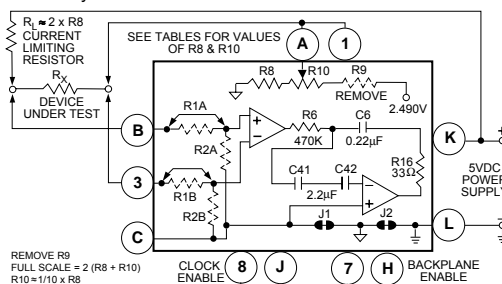 RL ≈ 2 x R8
CURRENT
LIMITING
RESISTOR
SEE TABLES FOR VALUES
OF R8 & R10
A
1
RX
DEVICE
UNDER TEST
R8
R10
R9
REMOVE
2.490V
B
R1A
R2A
+
−
R6
470K
C6
0.22µF
K
+
5VDC
POWER
SUPPLY
−
3
R1B
R2B
C41
C42
2.2µF
−
+
R16
33Ω
C
J1
J2
L
REMOVE R9
FULL SCALE = 2 (R8 + R10)
R10 ≈ 1/10 x R8
CLOCK
ENABLE
8
J
7
H
BACKPLANE
ENABLE